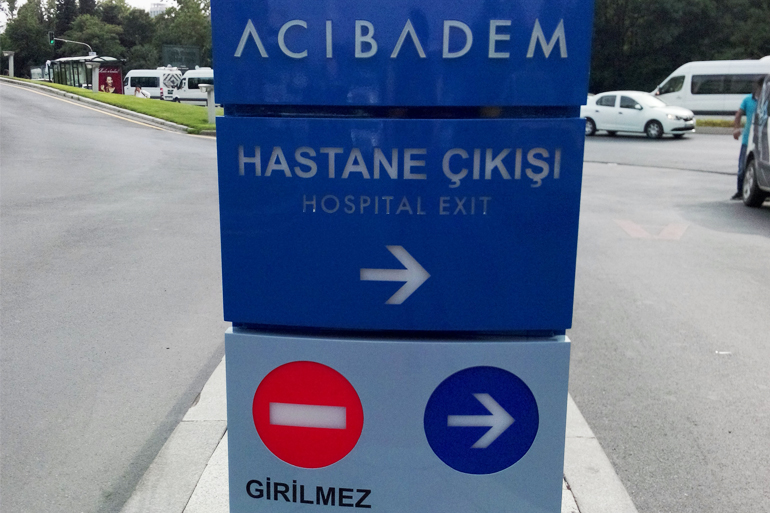 ACIBADEM
HASTANE ÇIKIŞI
HOSPITAL EXIT
GİRİLMEZ